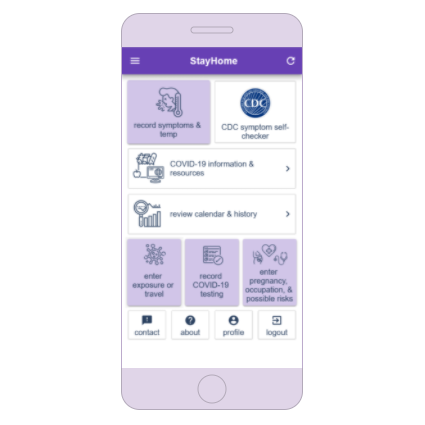 StayHome
record symptoms &
temp
CDC
CDC symptom self-
checker
COVID-19 information &
resources
review calendar & history
enter
exposure or
travel
record
COVID-19
testing
enter
pregnancy,
occupation, &
possible risks
contact
about
profile
logout